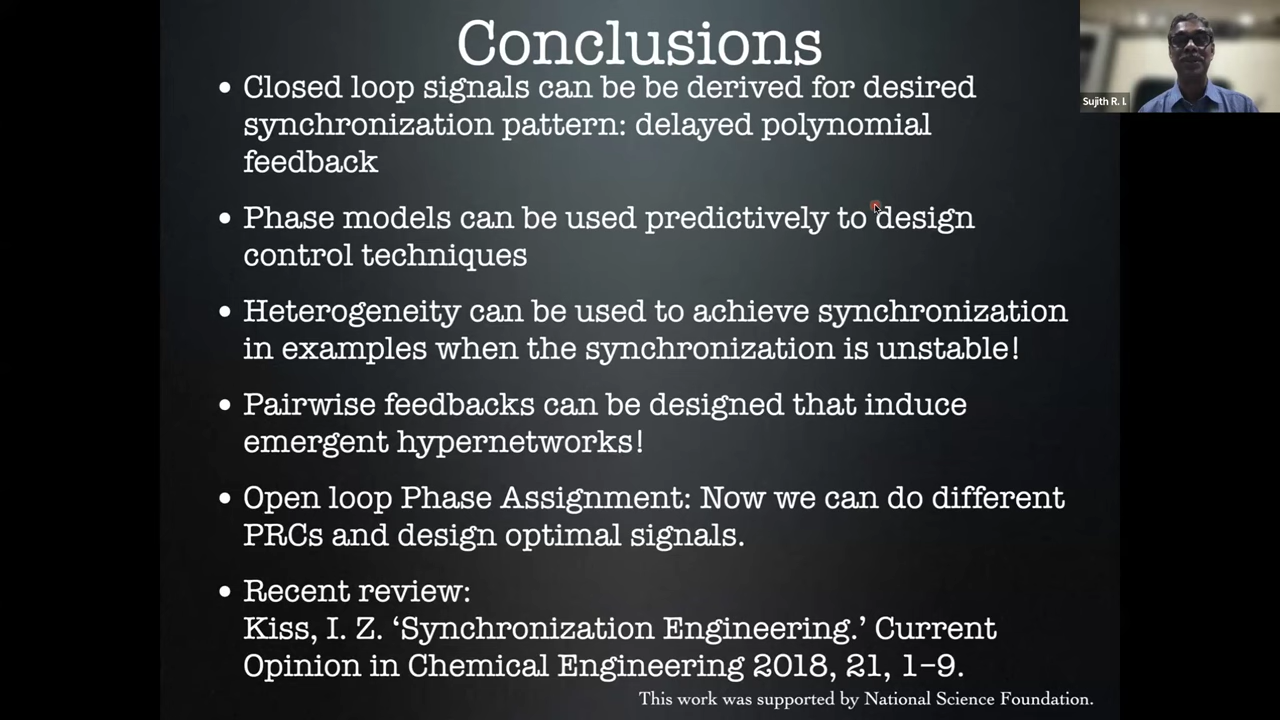 Conclusions
• Closed loop signals can be be derived for desired
synchronization pattern: delayed polynomial
feedback
• Phase models can be used predictively to design
control techniques
• Heterogeneity can be used to achieve synchronization
in examples when the synchronization is unstable!
• Pairwise feedbacks can be designed that induce
emergent hypernetworks!
• Open loop Phase Assignment: Now we can do different
PRCs and design optimal signals.
• Recent review:
Kiss, I. Z. ‘Synchronization Engineering.’ Current
Opinion in Chemical Engineering 2018, 21, 1–9.
This work was supported by National Science Foundation.
Sujith R. I.